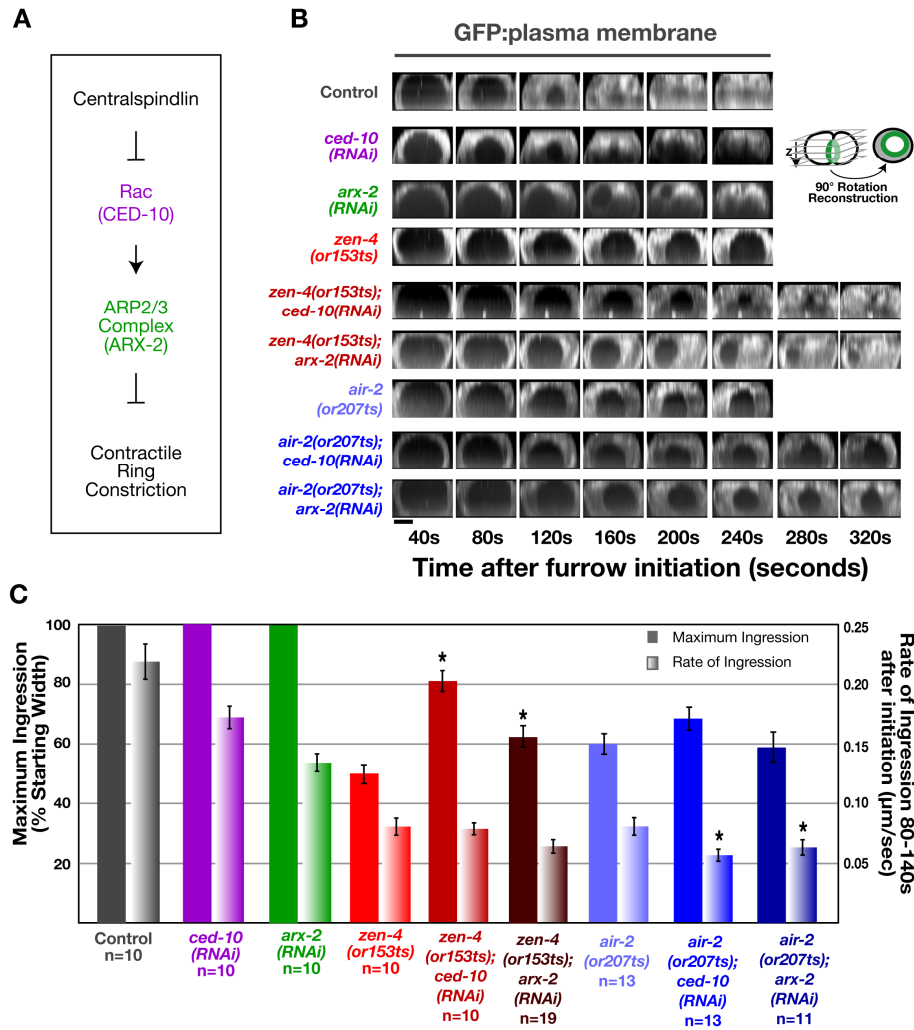 A
Centralspindlin
Rac
(CED-10)
ARP2/3
Complex
(ARX-2)
Contractile
Ring
Constriction
B
GFP:plasma membrane
Control
ced-10
(RNAi)
arx-2
(RNAi)
zen-4
(or153ts)
zen-4(or153ts);
ced-10(RNAi)
zen-4(or153ts);
arx-2(RNAi)
air-2
(or207ts)
air-2(or207ts);
ced-10(RNAi)
air-2(or207ts);
arx-2(RNAi)
40s 80s 120s 160s 200s 240s 280s 320s
Time after furrow initiation (seconds)
z
90° Rotation
Reconstruction
C
Maximum Ingression
(% Starting Width)
100
80
60
40
20
Maximum Ingression
Rate of Ingression
*
*
*
*
0.25
0.20
0.15
0.10
0.05
Rate of Ingression 80-140s
after initiation (µm/sec)
Control
n=10
ced-10
(RNAi)
n=10
arx-2
(RNAi)
n=10
zen-4
(or153ts)
n=10
zen-4
(or153ts);
ced-10
(RNAi)
n=10
zen-4
(or153ts);
arx-2
(RNAi)
n=19
air-2
(or207ts)
n=13
air-2
(or207ts);
ced-10
(RNAi)
n=13
air-2
(or207ts);
arx-2
(RNAi)
n=11